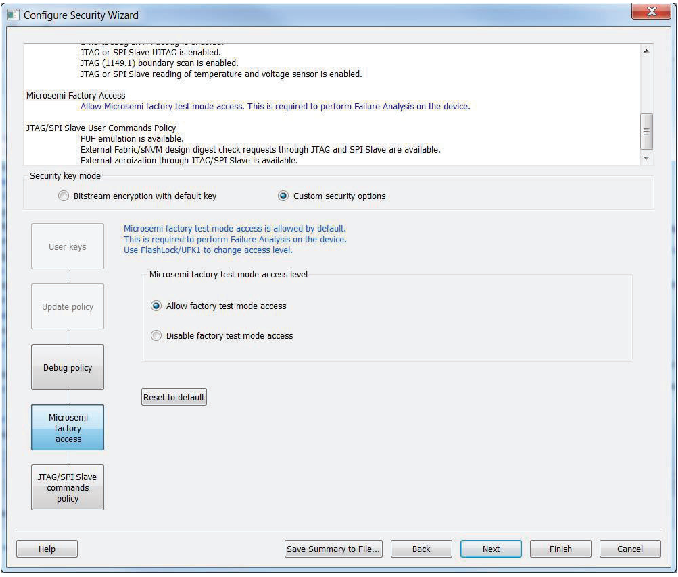 Configure Security Wizard
JTAG or SPI Slave UJTAG is enabled.
JTAG (1149.1) boundary scan is enabled.
JTAG or SPI Slave reading of temperature and voltage sensor is enabled.
Microsemi Factory Access
Allow Microsemi factory test mode access. This is required to perform Failure Analysis on the device.
JTAG/SPI Slave User Commands Policy
PUF emulation is available.
External Fabric/sNVM design digest check requests through JTAG and SPI Slave are available.
External zeroization through JTAG/SPI Slave is available.
Security key mode
Bitstream encryption with default key
Custom security options
User keys
Microsemi factory test mode access is allowed by default.
This is required to perform Failure Analysis on the device.
Use FlashLock/UPK1 to change access level.
Microsemi factory test mode access level
Update policy
Allow factory test mode access
Disable factory test mode access
Debug policy
Reset to default
Microsemi
factory
access
JTAG/SPI Slave
commands
policy
Help
Save Summary to File...
Back
Next
Finish
Cancel